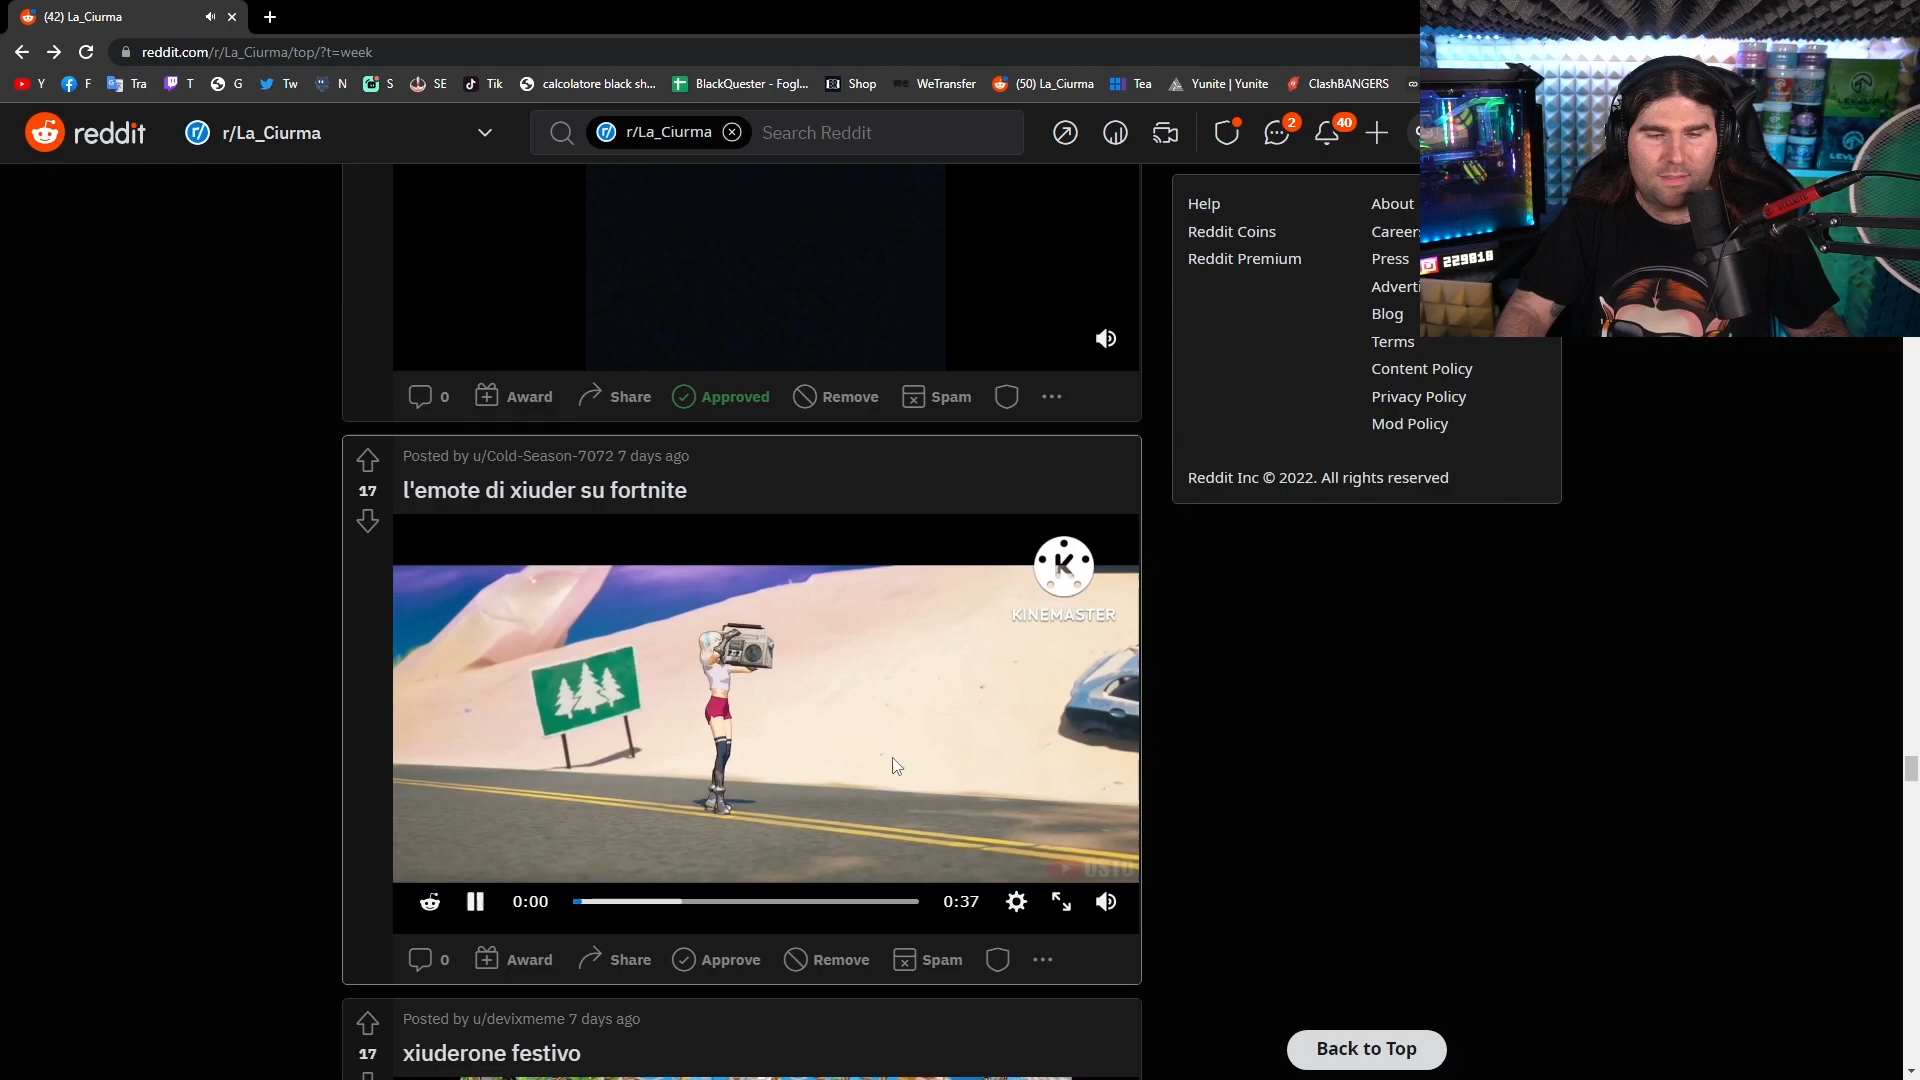 (42) La_Ciurma
reddit.com/r/La_Ciurma/top/?t=week
Y F Tra T G Tw N S SE Tik calcolatore black sh... BlackQuester - Fogl... Shop WeTransfer (50) La_Ciurma Tea Yunite | Yunite ClashBANGERS
reddit r/La_Ciurma r/La_Ciurma Search Reddit 2 40
Help About
Reddit Coins Careers
Reddit Premium Press
Adverti
Blog
Terms
Content Policy
Privacy Policy
Mod Policy
Reddit Inc © 2022. All rights reserved
229818
LEVLUP
0 Award Share Approved Remove Spam
Posted by u/Cold-Season-7072 7 days ago
17
l'emote di xiuder su fortnite
K
KINEMASTER
0:00 0:37
0 Award Share Approve Remove Spam
Posted by u/devixmeme 7 days ago
17
xiuderone festivo
Back to Top